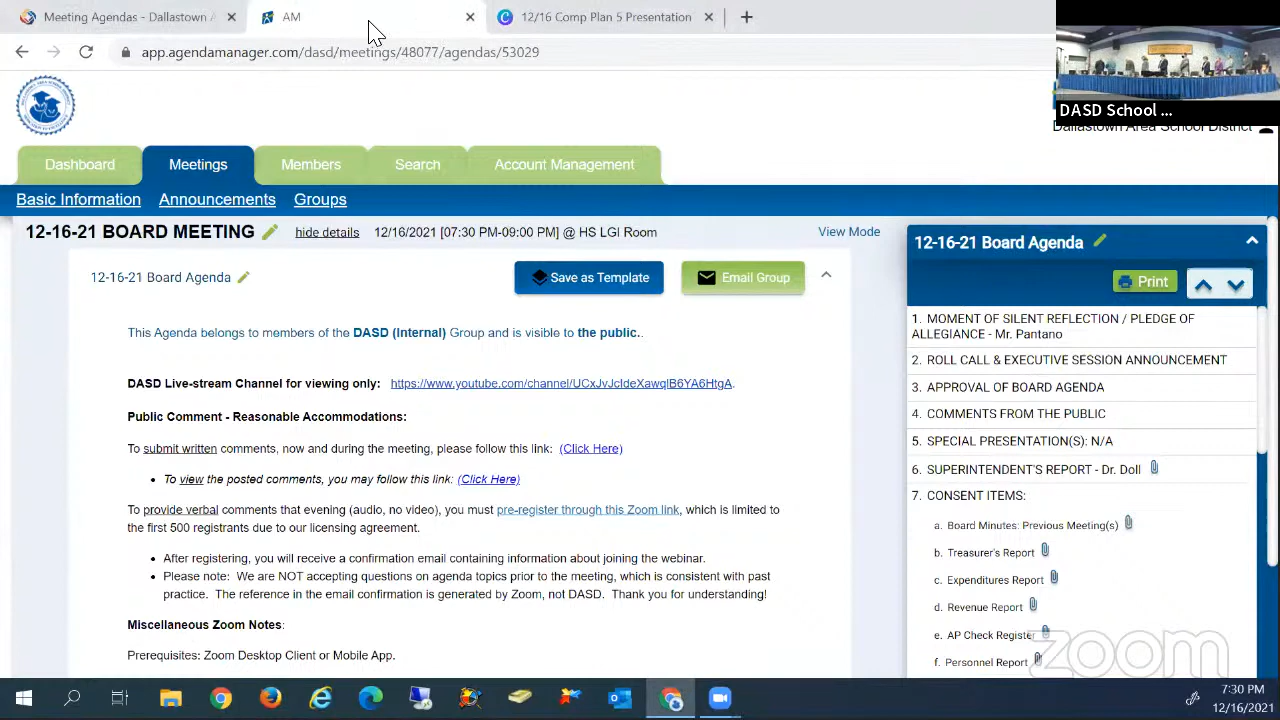 Meeting Agendas - Dallastown A
AM
12/16 Comp Plan 5 Presentation
app.agendamanager.com/dasd/meetings/48077/agendas/53029
DASD School ...
Dallastown Area School District
Dashboard
Meetings
Members
Search
Account Management
Basic Information
Announcements
Groups
12-16-21 BOARD MEETING
hide details
12/16/2021 [07:30 PM-09:00 PM] @ HS LGI Room
View Mode
12-16-21 Board Agenda
Save as Template
Email Group
This Agenda belongs to members of the DASD (Internal) Group and is visible to the public..
DASD Live-stream Channel for viewing only: https://www.youtube.com/channel/UCxJvJcIdeXawqlB6YA6HtgA.
Public Comment - Reasonable Accommodations:
To submit written comments, now and during the meeting, please follow this link: (Click Here)
• To view the posted comments, you may follow this link: (Click Here)
To provide verbal comments that evening (audio, no video), you must pre-register through this Zoom link, which is limited to
the first 500 registrants due to our licensing agreement.
• After registering, you will receive a confirmation email containing information about joining the webinar.
• Please note: We are NOT accepting questions on agenda topics prior to the meeting, which is consistent with past
practice. The reference in the email confirmation is generated by Zoom, not DASD. Thank you for understanding!
Miscellaneous Zoom Notes:
Prerequisites: Zoom Desktop Client or Mobile App.
12-16-21 Board Agenda
Print
1. MOMENT OF SILENT REFLECTION / PLEDGE OF
ALLEGIANCE - Mr. Pantano
2. ROLL CALL & EXECUTIVE SESSION ANNOUNCEMENT
3. APPROVAL OF BOARD AGENDA
4. COMMENTS FROM THE PUBLIC
5. SPECIAL PRESENTATION(S): N/A
6. SUPERINTENDENT'S REPORT - Dr. Doll
7. CONSENT ITEMS:
a. Board Minutes: Previous Meeting(s)
b. Treasurer's Report
c. Expenditures Report
d. Revenue Report
e. AP Check Register
f. Personnel Report
zoom
7:30 PM
12/16/2021